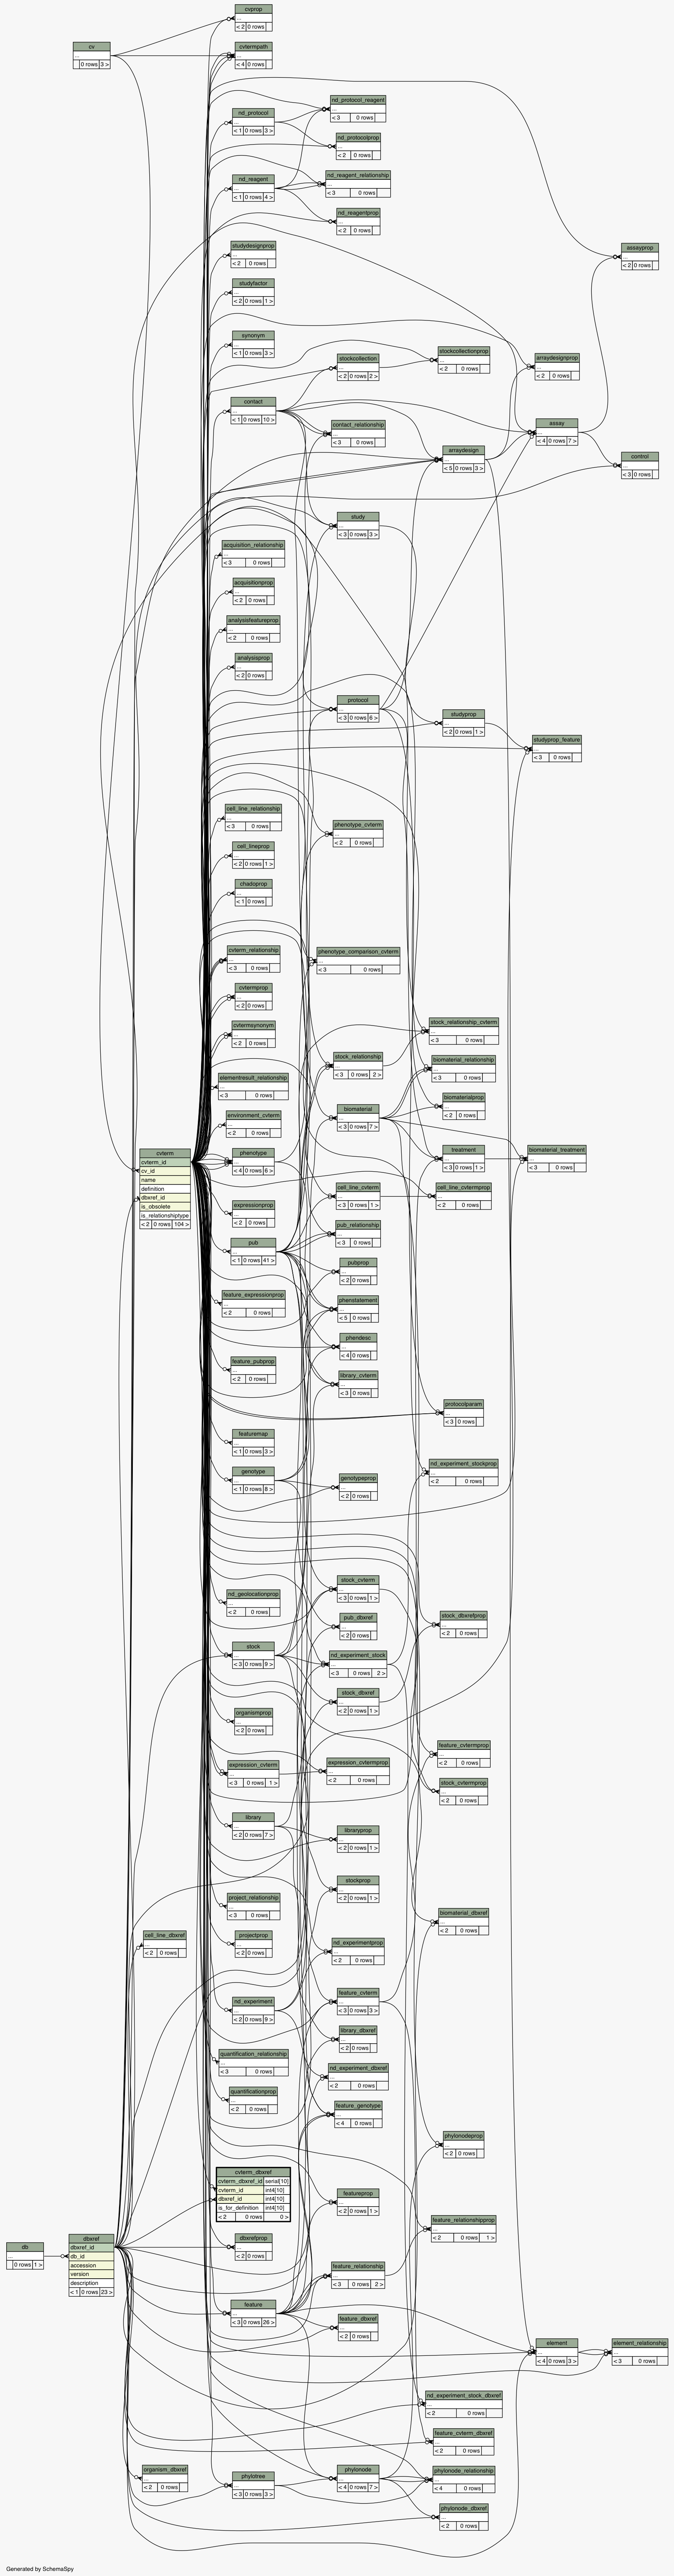 cvprop
...
< 2 0 rows
cv
...
0 rows 3 >
cvtermpath
...
< 4 0 rows
nd_protocol_reagent
...
< 3 0 rows
nd_protocol
...
< 1 0 rows 3 >
nd_protocolprop
...
< 2 0 rows
nd_reagent_relationship
...
< 3 0 rows
nd_reagent
...
< 1 0 rows 4 >
nd_reagentprop
...
< 2 0 rows
studydesignprop
...
< 2 0 rows
assayprop
...
< 2 0 rows
studyfactor
...
< 2 0 rows 1 >
synonym
...
< 1 0 rows 3 >
stockcollection
...
< 2 0 rows 2 >
stockcollectionprop
...
< 2 0 rows
arraydesignprop
...
< 2 0 rows
contact
...
< 1 0 rows 10 >
contact_relationship
...
< 3 0 rows
assay
...
< 4 0 rows 7 >
arraydesign
...
< 5 0 rows 3 >
control
...
< 3 0 rows
study
...
< 3 0 rows 3 >
acquisition_relationship
...
< 3 0 rows
acquisitionprop
...
< 2 0 rows
analysisfeatureprop
...
< 2 0 rows
analysisprop
...
< 2 0 rows
protocol
...
< 3 0 rows 6 >
studyprop
...
< 2 0 rows 1 >
studyprop_feature
...
< 3 0 rows
cell_line_relationship
...
< 3 0 rows
phenotype_cvterm
...
< 2 0 rows
cell_lineprop
...
< 2 0 rows 1 >
chadoprop
...
< 1 0 rows
cvterm_relationship
...
< 3 0 rows
phenotype_comparison_cvterm
...
< 3 0 rows
cvtermprop
...
< 2 0 rows
cvtermsynonym
...
< 2 0 rows
stock_relationship_cvterm
...
< 3 0 rows
stock_relationship
...
< 3 0 rows 2 >
biomaterial_relationship
...
< 3 0 rows
elementresult_relationship
...
< 3 0 rows
biomaterialprop
...
< 2 0 rows
environment_cvterm
...
< 2 0 rows
biomaterial
...
< 3 0 rows 7 >
cvterm
cvterm_id
cv_id
name
definition
dbxref_id
is_obsolete
is_relationshiptype
< 2 0 rows 104 >
phenotype
...
< 4 0 rows 6 >
treatment
...
< 3 0 rows 1 >
biomaterial_treatment
...
< 3 0 rows
cell_line_cvterm
...
< 3 0 rows 1 >
cell_line_cvtermprop
...
< 2 0 rows
expressionprop
...
< 2 0 rows
pub_relationship
...
< 3 0 rows
pub
...
< 1 0 rows 41 >
pubprop
...
< 2 0 rows
feature_expressionprop
...
< 2 0 rows
phenstatement
...
< 5 0 rows
phendesc
...
< 4 0 rows
feature_pubprop
...
< 2 0 rows
library_cvterm
...
< 3 0 rows
protocolparam
...
< 3 0 rows
featuremap
...
< 1 0 rows 3 >
genotype
...
< 1 0 rows 8 >
genotypeprop
...
< 2 0 rows
nd_experiment_stockprop
...
< 2 0 rows
stock_cvterm
...
< 3 0 rows 1 >
nd_geolocationprop
...
< 2 0 rows
pub_dbxref
...
< 2 0 rows
stock_dbxrefprop
...
< 2 0 rows
stock
...
< 3 0 rows 9 >
nd_experiment_stock
...
< 3 0 rows 2 >
stock_dbxref
...
< 2 0 rows 1 >
organismprop
...
< 2 0 rows
feature_cvtermprop
...
< 2 0 rows
expression_cvterm
...
< 3 0 rows 1 >
expression_cvtermprop
...
< 2 0 rows
stock_cvtermprop
...
< 2 0 rows
library
...
< 2 0 rows 7 >
libraryprop
...
< 2 0 rows 1 >
stockprop
...
< 2 0 rows 1 >
project_relationship
...
< 3 0 rows
biomaterial_dbxref
...
< 2 0 rows
cell_line_dbxref
...
< 2 0 rows
projectprop
...
< 2 0 rows
nd_experimentprop
...
< 2 0 rows
nd_experiment
...
< 2 0 rows 9 >
feature_cvterm
...
< 3 0 rows 3 >
library_dbxref
...
< 2 0 rows
quantification_relationship
...
< 3 0 rows
nd_experiment_dbxref
...
< 2 0 rows
quantificationprop
...
< 2 0 rows
feature_genotype
...
< 4 0 rows
phylonodeprop
...
< 2 0 rows
cvterm_dbxref
cvterm_dbxref_id serial[10]
cvterm_id int4[10]
dbxref_id int4[10]
is_for_definition int4[10]
< 2 0 rows 0 >
featureprop
...
< 2 0 rows 1 >
feature_relationshipprop
...
< 2 0 rows 1 >
dbxrefprop
...
< 2 0 rows
db
...
0 rows 1 >
dbxref
dbxref_id
db_id
accession
version
description
< 1 0 rows 23 >
feature_relationship
...
< 3 0 rows 2 >
feature
...
< 3 0 rows 26 >
feature_dbxref
...
< 2 0 rows
element
...
< 4 0 rows 3 >
element_relationship
...
< 3 0 rows
nd_experiment_stock_dbxref
...
< 2 0 rows
feature_cvterm_dbxref
...
< 2 0 rows
organism_dbxref
...
< 2 0 rows
phylotree
...
< 3 0 rows 3 >
phylonode
...
< 4 0 rows 7 >
phylonode_relationship
...
< 4 0 rows
phylonode_dbxref
...
< 2 0 rows
Generated by SchemaSpy